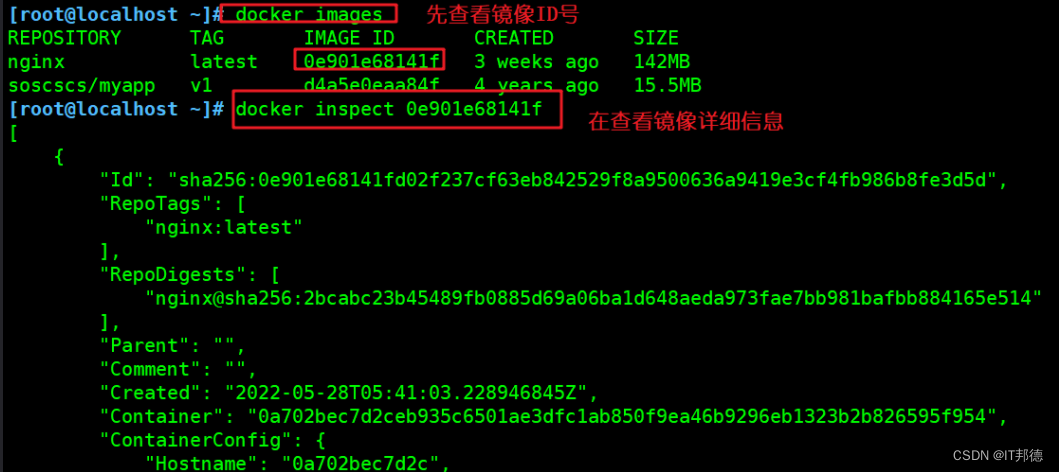 [root@localhost ~]# docker images 先查看镜像ID号
REPOSITORY TAG IMAGE ID CREATED SIZE
nginx latest 0e901e68141f 3 weeks ago 142MB
soscscs/myapp v1 d4a5e0eaa84f 4 years ago 15.5MB
[root@localhost ~]# docker inspect 0e901e68141f 在查看镜像详细信息
[
{
"Id": "sha256:0e901e68141fd02f237cf63eb842529f8a9500636a9419e3cf4fb986b8fe3d5d",
"RepoTags": [
"nginx:latest"
],
"RepoDigests": [
"nginx@sha256:2bcabc23b45489fb0885d69a06ba1d648aeda973fae7bb981bafbb884165e514"
],
"Parent": "",
"Comment": "",
"Created": "2022-05-28T05:41:03.228946845Z",
"Container": "0a702bec7d2ceb935c6501ae3dfc1ab850f9ea46b9296eb1323b2b826595f954",
"ContainerConfig": {
"Hostname": "0a702bec7d2c",
CSDN @IT邦德